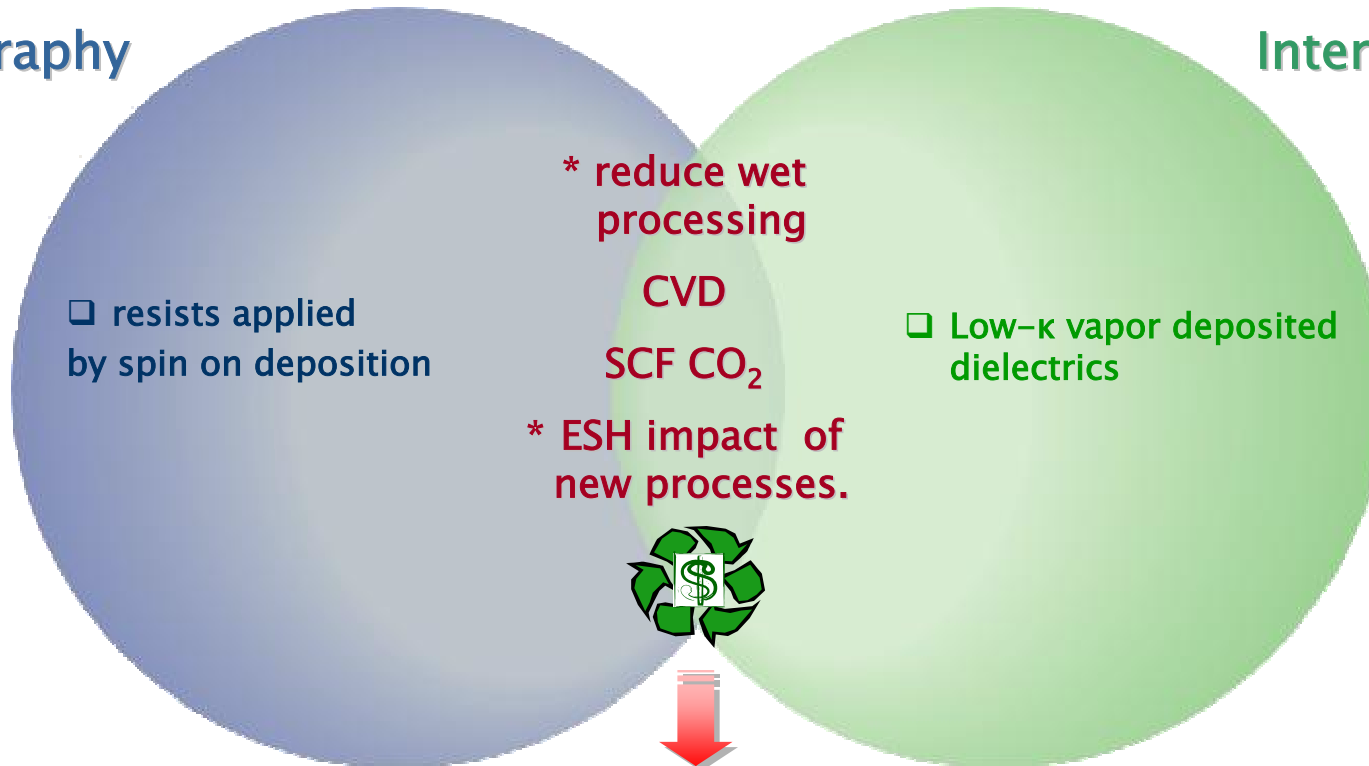 raphy
Inter
* reduce wet
processing
CVD
SCF CO₂
* ESH impact of
new processes.
❑ resists applied
by spin on deposition
❑ Low-κ vapor deposited
dielectrics
$